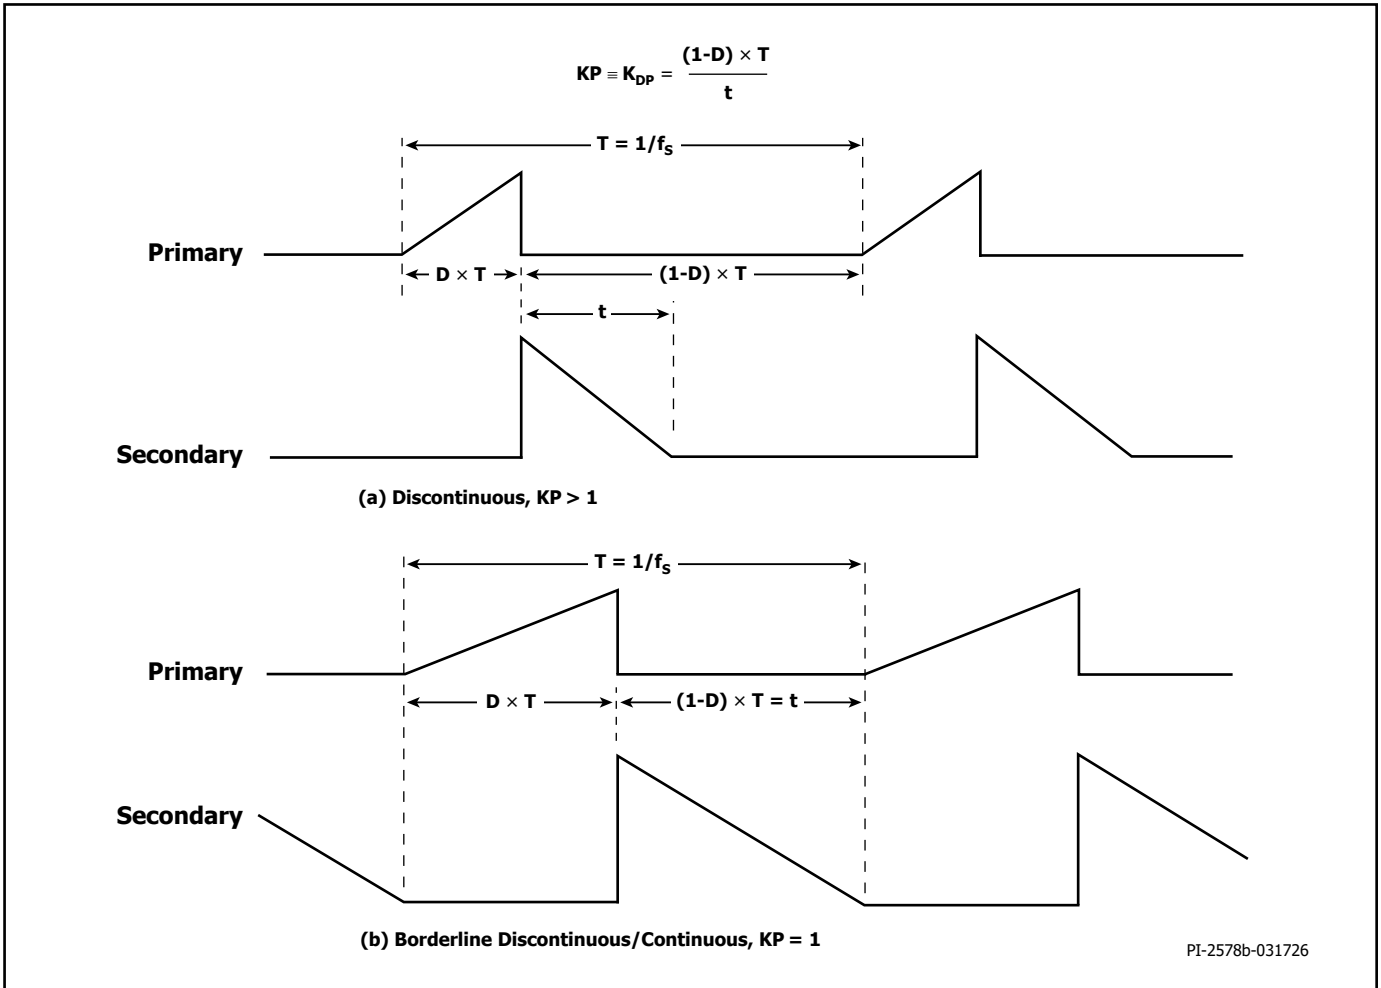 KP ≡ K_DP = (1-D) × T / t
T = 1/f_S
Primary
D × T
(1-D) × T
t
Secondary
(a) Discontinuous, KP > 1
T = 1/f_S
Primary
D × T
(1-D) × T = t
Secondary
(b) Borderline Discontinuous/Continuous, KP = 1
PI-2578b-031726